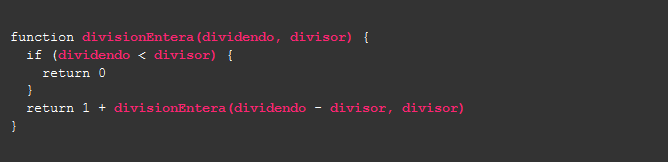 function divisionEntera(dividendo, divisor) {
  if (dividendo < divisor) {
    return 0
  }
  return 1 + divisionEntera(dividendo - divisor, divisor)
}